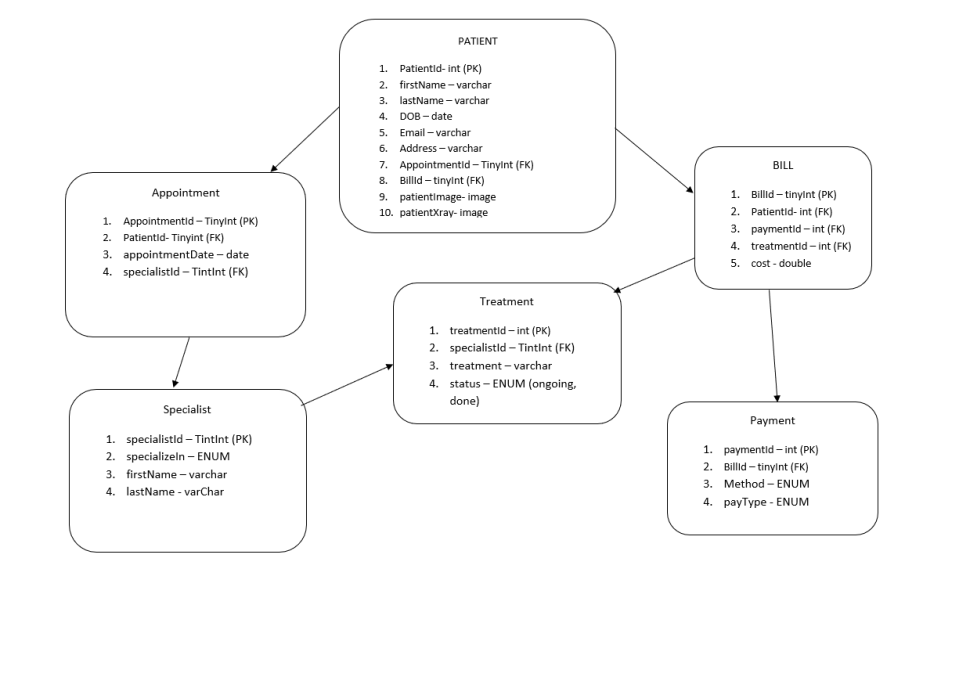 PATIENT
1. PatientId- int (PK)
2. firstName – varchar
3. lastName – varchar
4. DOB – date
5. Email – varchar
6. Address – varchar
7. AppointmentId – TinyInt (FK)
8. BillId – tinyInt (FK)
9. patientImage- image
10. patientXray- image
Appointment
1. AppointmentId – TinyInt (PK)
2. PatientId- Tinyint (FK)
3. appointmentDate – date
4. specialistId – TintInt (FK)
BILL
1. BillId – tinyInt (PK)
2. PatientId- int (FK)
3. paymentId – int (FK)
4. treatmentId – int (FK)
5. cost - double
Treatment
1. treatmentId – int (PK)
2. specialistId – TintInt (FK)
3. treatment – varchar
4. status – ENUM (ongoing,
done)
Specialist
1. specialistId – TintInt (PK)
2. specializeIn – ENUM
3. firstName – varchar
4. lastName - varChar
Payment
1. paymentId – int (PK)
2. BillId – tinyInt (FK)
3. Method – ENUM
4. payType - ENUM